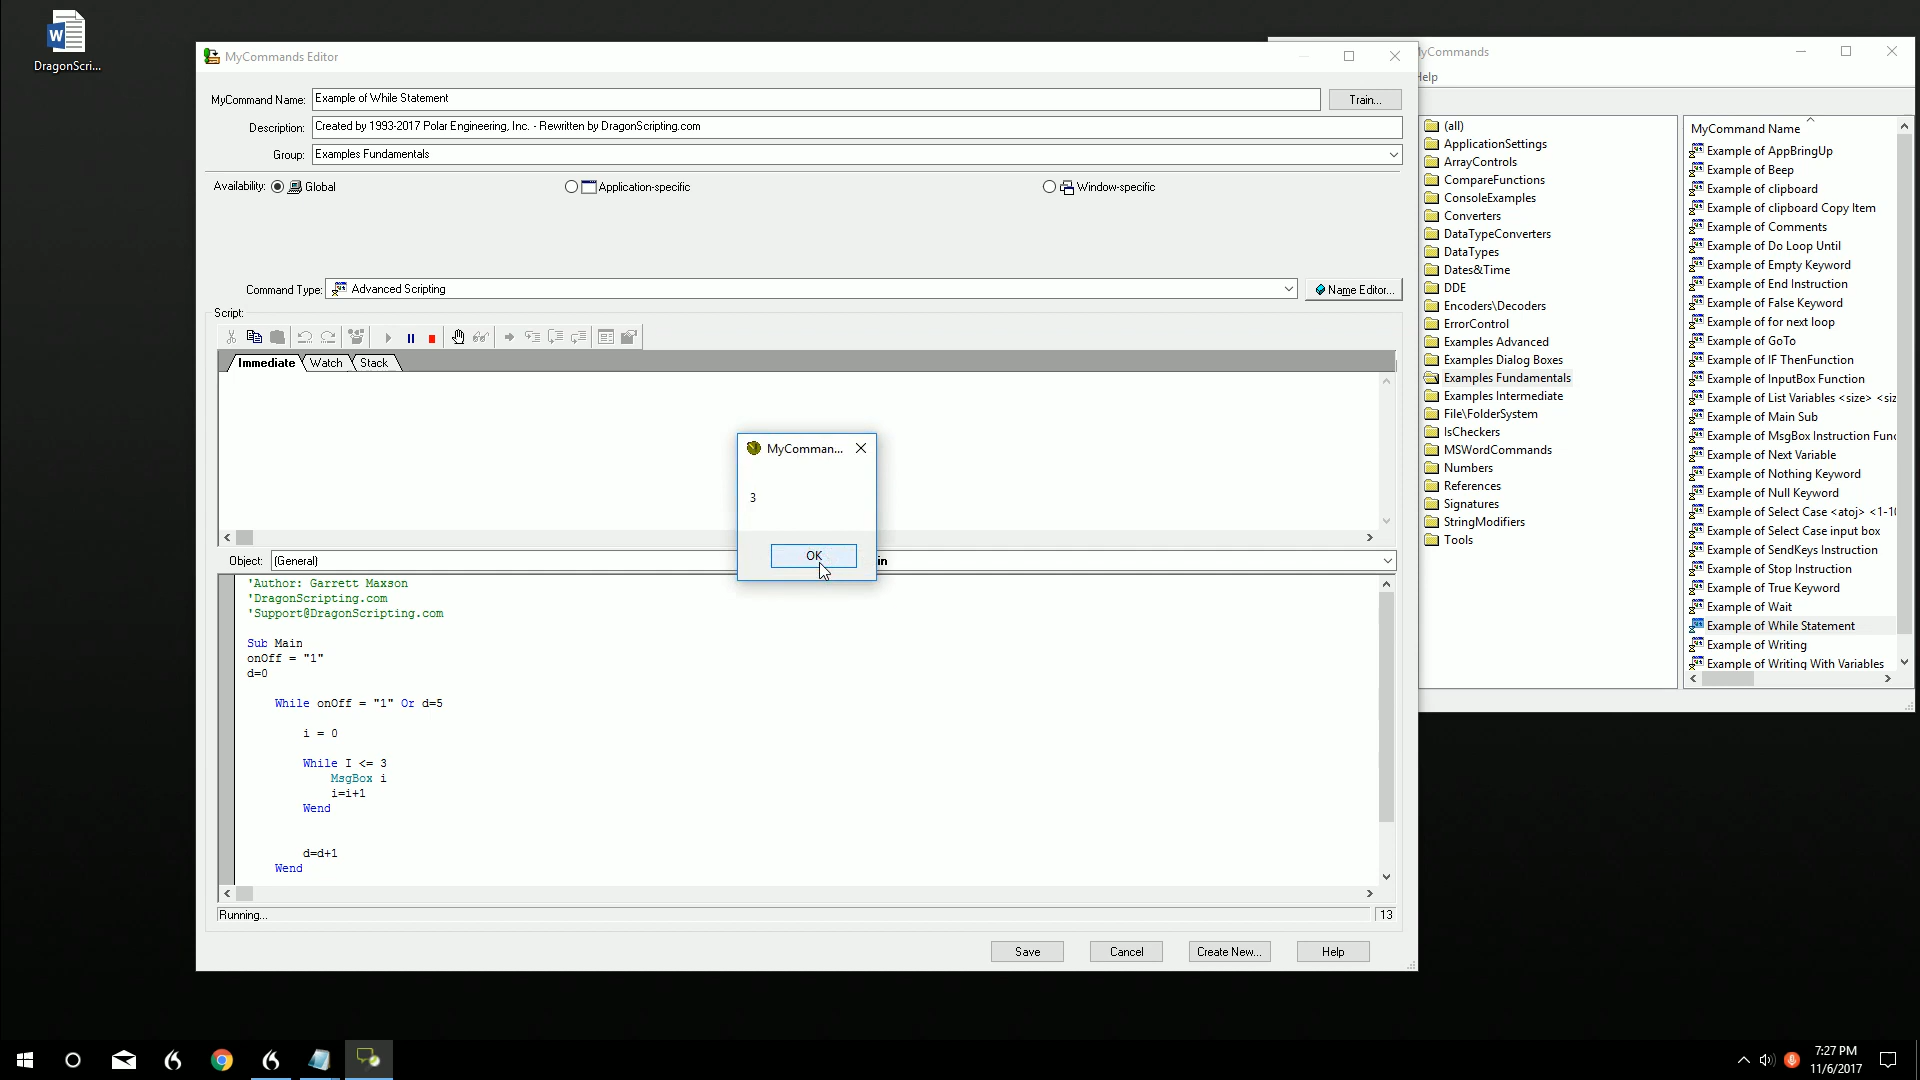 DragonScri...
MyCommands Editor
MyCommand Name: Example of While Statement
Train...
Description: Created by 1993-2017 Polar Engineering, Inc. - Rewritten by DragonScripting.com
Group: Examples Fundamentals
Availability: Global Application-specific Window-specific
Command Type: Advanced Scripting
Name Editor...
Script:
Immediate Watch Stack
MyComman...
3
OK
Object: (General)
in
'Author: Garrett Maxson
'DragonScripting.com
'Support@DragonScripting.com
Sub Main
onOff = "1"
d=0
While onOff = "1" Or d=5
i = 0
While I <= 3
MsgBox i
i=i+1
Wend
d=d+1
Wend
Running...
13
Save Cancel Create New... Help
yCommands
Help
(all)
ApplicationSettings
ArrayControls
CompareFunctions
ConsoleExamples
Converters
DataTypeConverters
DataTypes
Dates&Time
DDE
Encoders\Decoders
ErrorControl
Examples Advanced
Examples Dialog Boxes
Examples Fundamentals
Examples Intermediate
File\FolderSystem
IsCheckers
MSWordCommands
Numbers
References
Signatures
StringModifiers
Tools
MyCommand Name
Example of AppBringUp
Example of Beep
Example of clipboard
Example of clipboard Copy Item
Example of Comments
Example of Do Loop Until
Example of Empty Keyword
Example of End Instruction
Example of False Keyword
Example of for next loop
Example of GoTo
Example of IF ThenFunction
Example of InputBox Function
Example of List Variables <size> <siz
Example of Main Sub
Example of MsgBox Instruction Func
Example of Next Variable
Example of Nothing Keyword
Example of Null Keyword
Example of Select Case <atoj> <1-10
Example of Select Case input box
Example of SendKeys Instruction
Example of Stop Instruction
Example of True Keyword
Example of Wait
Example of While Statement
Example of Writing
Example of Writing With Variables
7:27 PM
11/6/2017